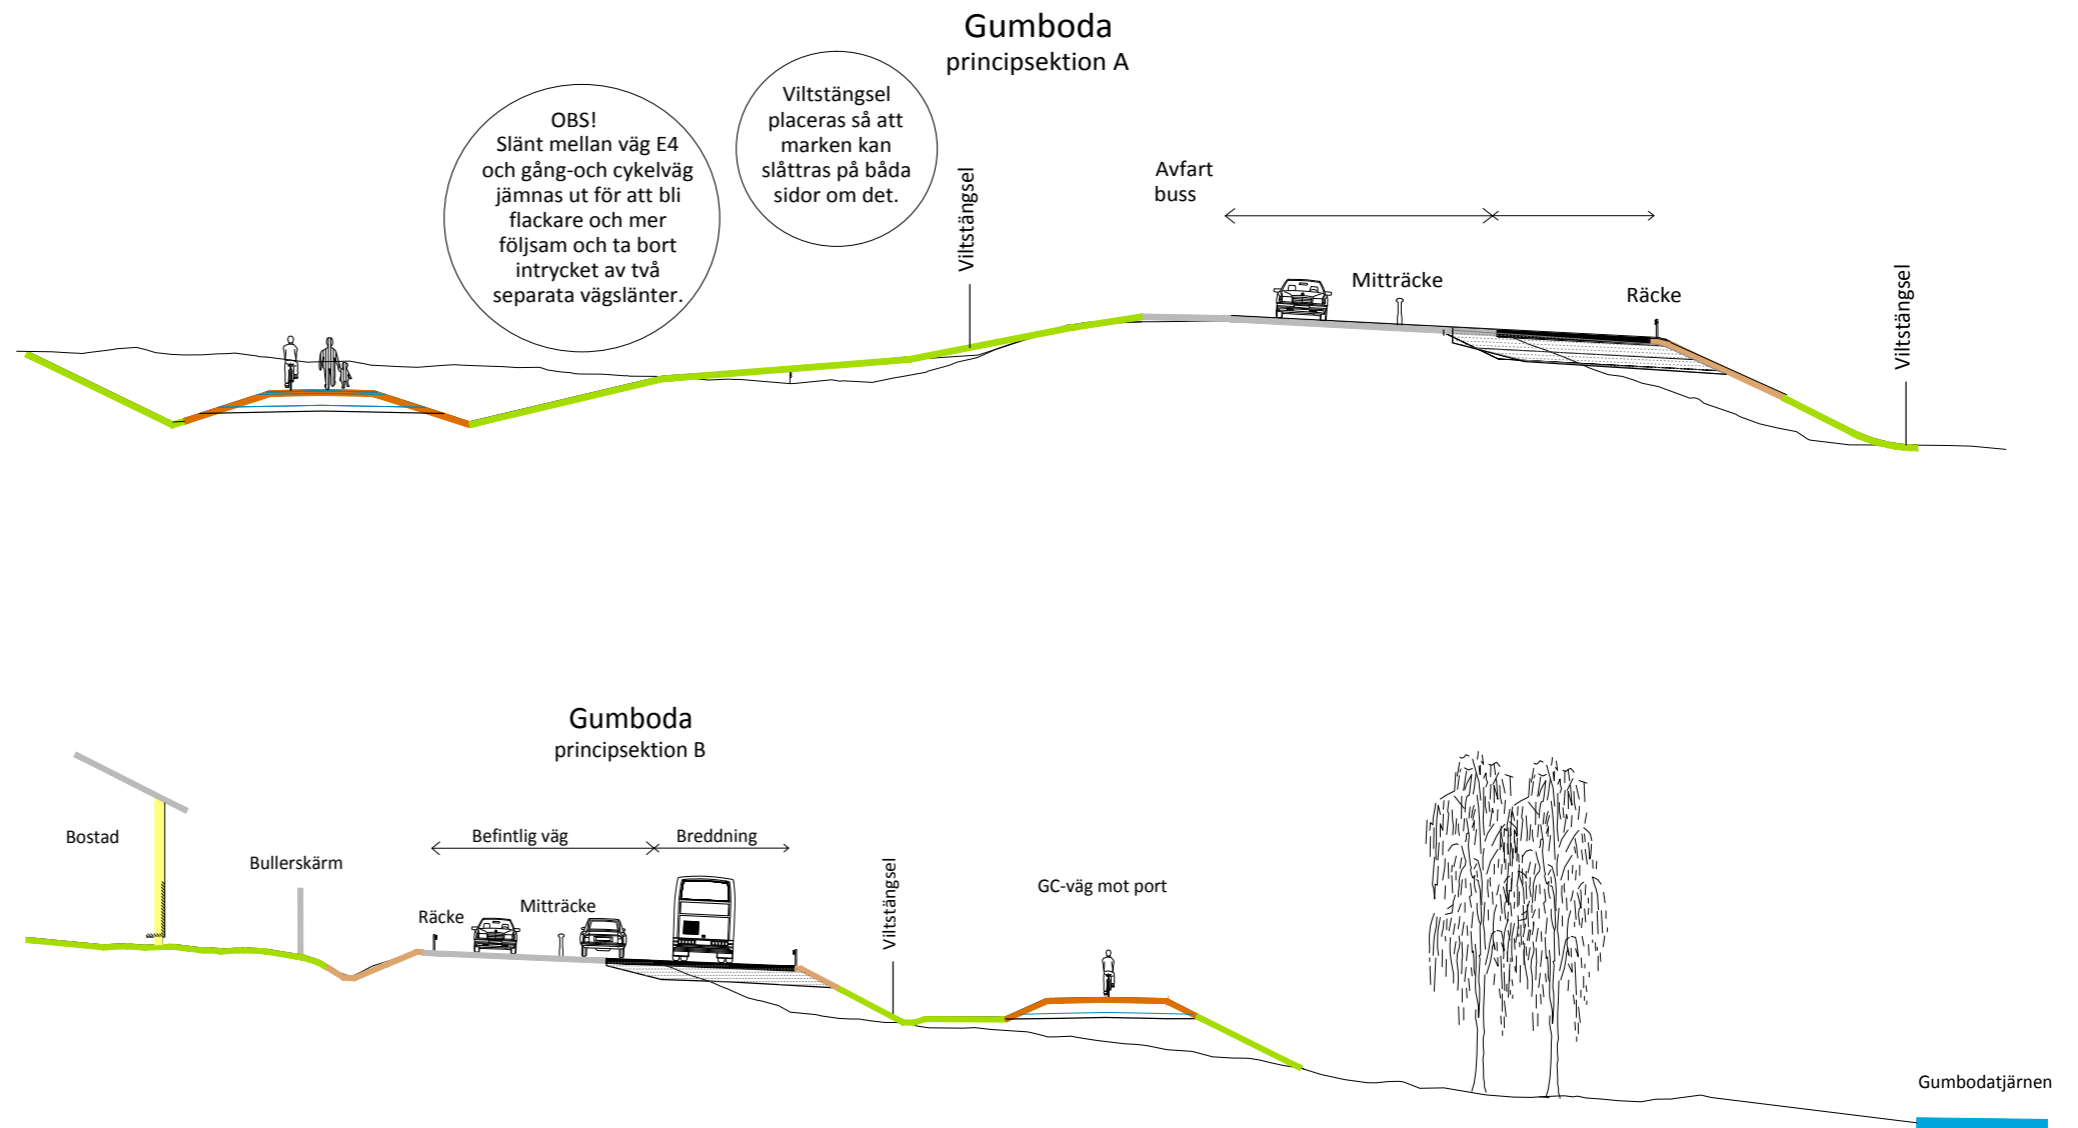 Gumboda
principsektion A
OBS!
Slänt mellan väg E4
och gång-och cykelväg
jämnas ut för att bli
flackare och mer
följsam och ta bort
intrycket av två
separata vägslänter.
Viltstängsel
placeras så att
marken kan
slåttras på båda
sidor om det.
Viltstängsel
Avfart
buss
Mitträcke
Räcke
Viltstängsel
Gumboda
principsektion B
Bostad
Bullerskärm
Befintlig väg
Breddning
Räcke
Mitträcke
Viltstängsel
GC-väg mot port
Gumbodatjärnen